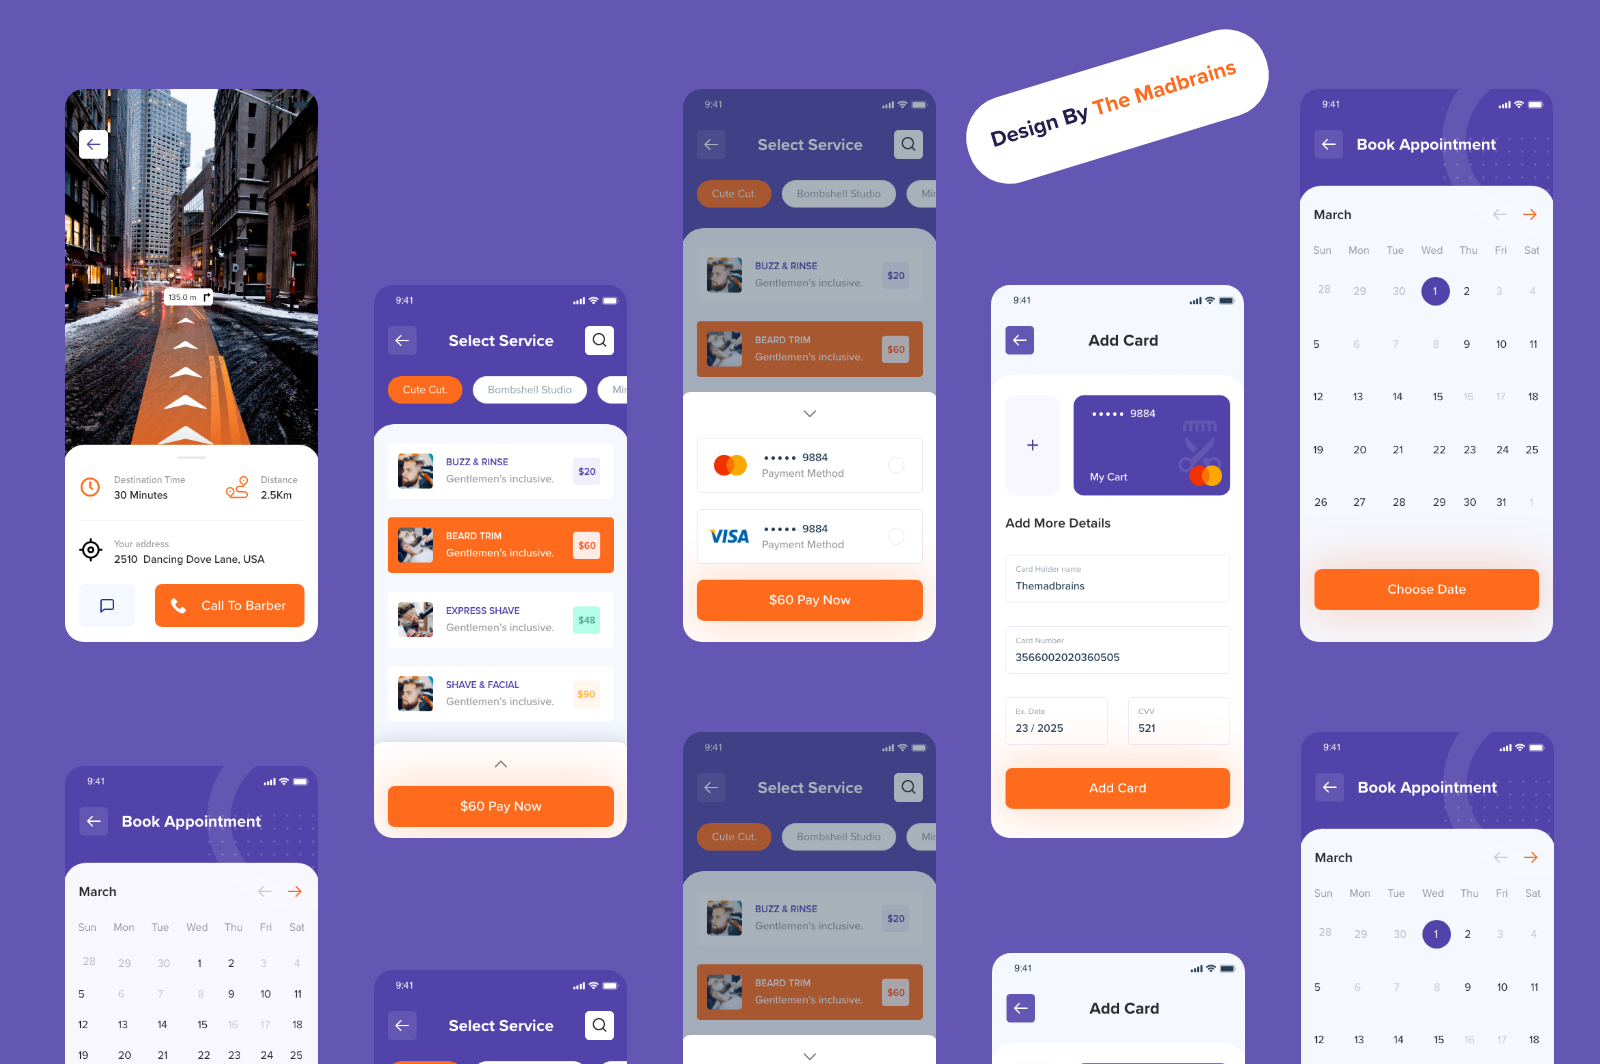 Design By The Madbrains
135.0 m
Destination Time
30 Minutes
Distance
2.5Km
Your address
2510 Dancing Dove Lane, USA
Call To Barber
9:41
Book Appointment
March
Sun Mon Tue Wed Thu Fri Sat
28 29 30 1 2 3 4
5 6 7 8 9 10 11
12 13 14 15 16 17 18
19 20 21 22 23 24 25
9:41
Select Service
Cute Cut.
Bombshell Studio
BUZZ & RINSE
Gentlemen's inclusive.
$20
BEARD TRIM
Gentlemen's inclusive.
$60
EXPRESS SHAVE
Gentlemen's inclusive.
$48
SHAVE & FACIAL
Gentlemen's inclusive.
$90
$60 Pay Now
9:41
Select Service
9:41
Select Service
Cute Cut.
Bombshell Studio
BUZZ & RINSE
Gentlemen's inclusive.
$20
BEARD TRIM
Gentlemen's inclusive.
$60
••••• 9884
Payment Method
VISA
••••• 9884
Payment Method
$60 Pay Now
9:41
Select Service
Cute Cut.
Bombshell Studio
BUZZ & RINSE
Gentlemen's inclusive.
$20
BEARD TRIM
Gentlemen's inclusive.
$60
9:41
Add Card
+
••••• 9884
My Cart
Add More Details
Card Holder name
Themadbrains
Card Number
3566002020360505
Ex. Date
23 / 2025
CVV
521
Add Card
9:41
Add Card
9:41
Book Appointment
March
Sun Mon Tue Wed Thu Fri Sat
28 29 30 1 2 3 4
5 6 7 8 9 10 11
12 13 14 15 16 17 18
19 20 21 22 23 24 25
26 27 28 29 30 31 1
Choose Date
9:41
Book Appointment
March
Sun Mon Tue Wed Thu Fri Sat
28 29 30 1 2 3 4
5 6 7 8 9 10 11
12 13 14 15 16 17 18